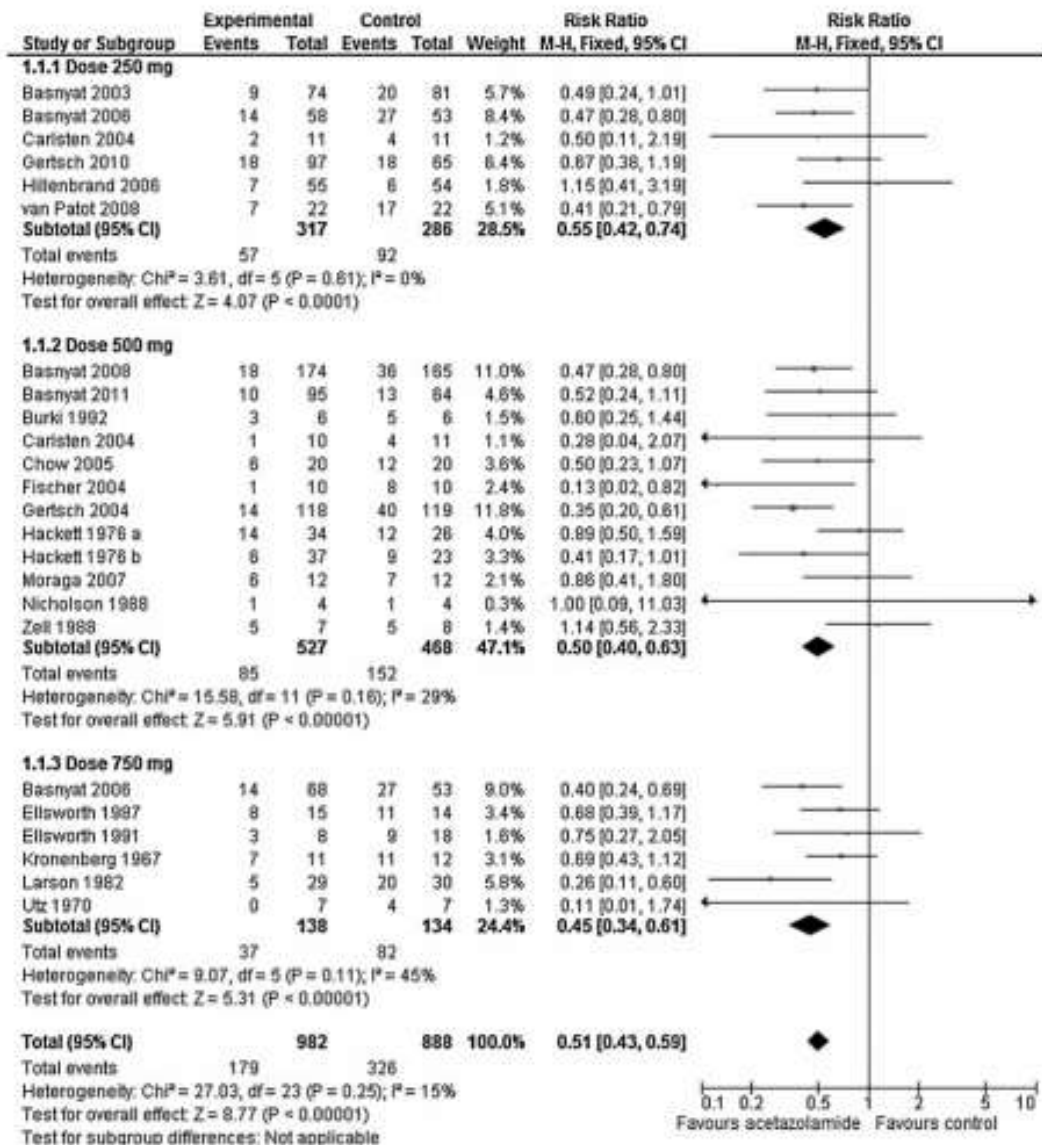 Experimental Control Risk Ratio Risk Ratio
Study or Subgroup Events Total Events Total Weight M-H, Fixed, 95% CI M-H, Fixed, 95% CI
1.1.1 Dose 250 mg
Basnyat 2003 9 74 20 81 5.7% 0.49 [0.24, 1.01]
Basnyat 2006 14 58 27 53 8.4% 0.47 [0.28, 0.80]
Carlsten 2004 2 11 4 11 1.2% 0.50 [0.11, 2.19]
Gertsch 2010 18 97 18 65 6.4% 0.67 [0.38, 1.19]
Hillenbrand 2006 7 55 6 54 1.8% 1.15 [0.41, 3.19]
van Patot 2008 7 22 17 22 5.1% 0.41 [0.21, 0.79]
Subtotal (95% CI) 317 286 28.5% 0.55 [0.42, 0.74]
Total events 57 92
Heterogeneity: Chi² = 3.61, df = 5 (P = 0.61); I² = 0%
Test for overall effect: Z = 4.07 (P < 0.0001)
1.1.2 Dose 500 mg
Basnyat 2008 18 174 36 165 11.0% 0.47 [0.28, 0.80]
Basnyat 2011 10 95 13 64 4.6% 0.52 [0.24, 1.11]
Burki 1992 3 6 5 6 1.5% 0.60 [0.25, 1.44]
Carlsten 2004 1 10 4 11 1.1% 0.28 [0.04, 2.07]
Chow 2005 6 20 12 20 3.6% 0.50 [0.23, 1.07]
Fischer 2004 1 10 8 10 2.4% 0.13 [0.02, 0.82]
Gertsch 2004 14 118 40 119 11.8% 0.35 [0.20, 0.61]
Hackett 1976 a 14 34 12 26 4.0% 0.89 [0.50, 1.59]
Hackett 1976 b 6 37 9 23 3.3% 0.41 [0.17, 1.01]
Moraga 2007 6 12 7 12 2.1% 0.86 [0.41, 1.80]
Nicholson 1988 1 4 1 4 0.3% 1.00 [0.09, 11.03]
Zell 1988 5 7 5 8 1.4% 1.14 [0.56, 2.33]
Subtotal (95% CI) 527 468 47.1% 0.50 [0.40, 0.63]
Total events 85 152
Heterogeneity: Chi² = 15.58, df = 11 (P = 0.16); I² = 29%
Test for overall effect: Z = 5.91 (P < 0.00001)
1.1.3 Dose 750 mg
Basnyat 2006 14 68 27 53 9.0% 0.40 [0.24, 0.69]
Ellsworth 1987 8 15 11 14 3.4% 0.68 [0.39, 1.17]
Ellsworth 1991 3 8 9 18 1.6% 0.75 [0.27, 2.05]
Kronenberg 1967 7 11 11 12 3.1% 0.69 [0.43, 1.12]
Larson 1982 5 29 20 30 5.8% 0.26 [0.11, 0.60]
Utz 1970 0 7 4 7 1.3% 0.11 [0.01, 1.74]
Subtotal (95% CI) 138 134 24.4% 0.45 [0.34, 0.61]
Total events 37 82
Heterogeneity: Chi² = 9.07, df = 5 (P = 0.11); I² = 45%
Test for overall effect: Z = 5.31 (P < 0.00001)
Total (95% CI) 982 888 100.0% 0.51 [0.43, 0.59]
Total events 179 326
Heterogeneity: Chi² = 27.03, df = 23 (P = 0.25); I² = 15%
Test for overall effect: Z = 8.77 (P < 0.00001)
Test for subgroup differences: Not applicable
0.1 0.2 0.5 1 2 5 10
Favours acetazolamide Favours control